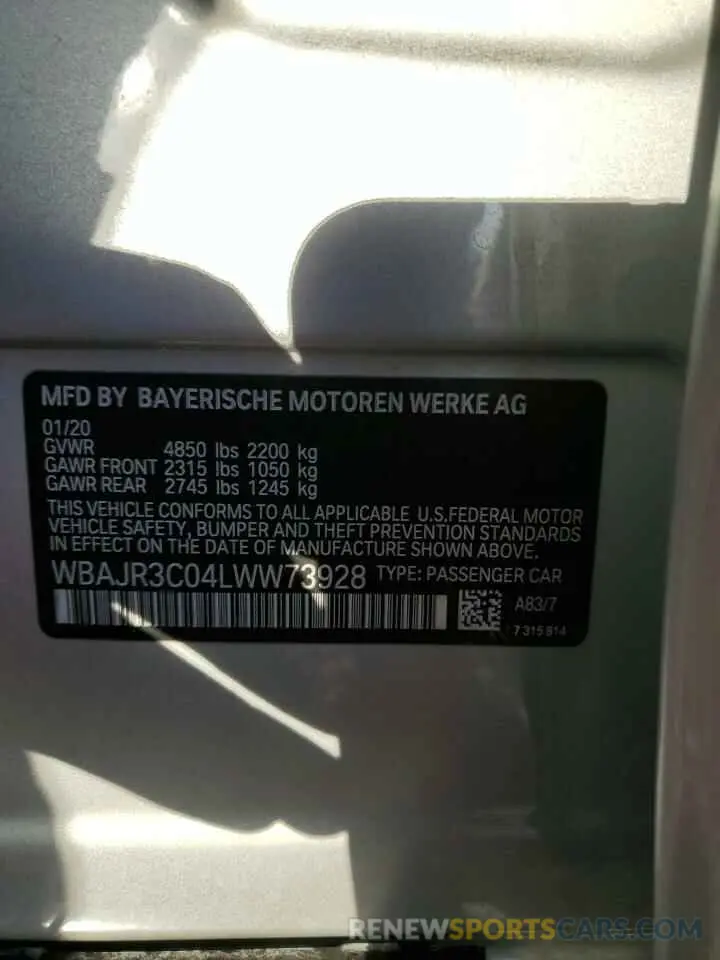 MFD BY BAYERISCHE MOTOREN WERKE AG
01/20
GVWR 4850 lbs 2200 kg
GAWR FRONT 2315 lbs 1050 kg
GAWR REAR 2745 lbs 1245 kg
THIS VEHICLE CONFORMS TO ALL APPLICABLE U.S.FEDERAL MOTOR
VEHICLE SAFETY, BUMPER AND THEFT PREVENTION STANDARDS
IN EFFECT ON THE DATE OF MANUFACTURE SHOWN ABOVE.
WBAJR3C04LWW73928 TYPE: PASSENGER CAR
A83/7
7 315 814
RENEWSPORTSCARS.COM